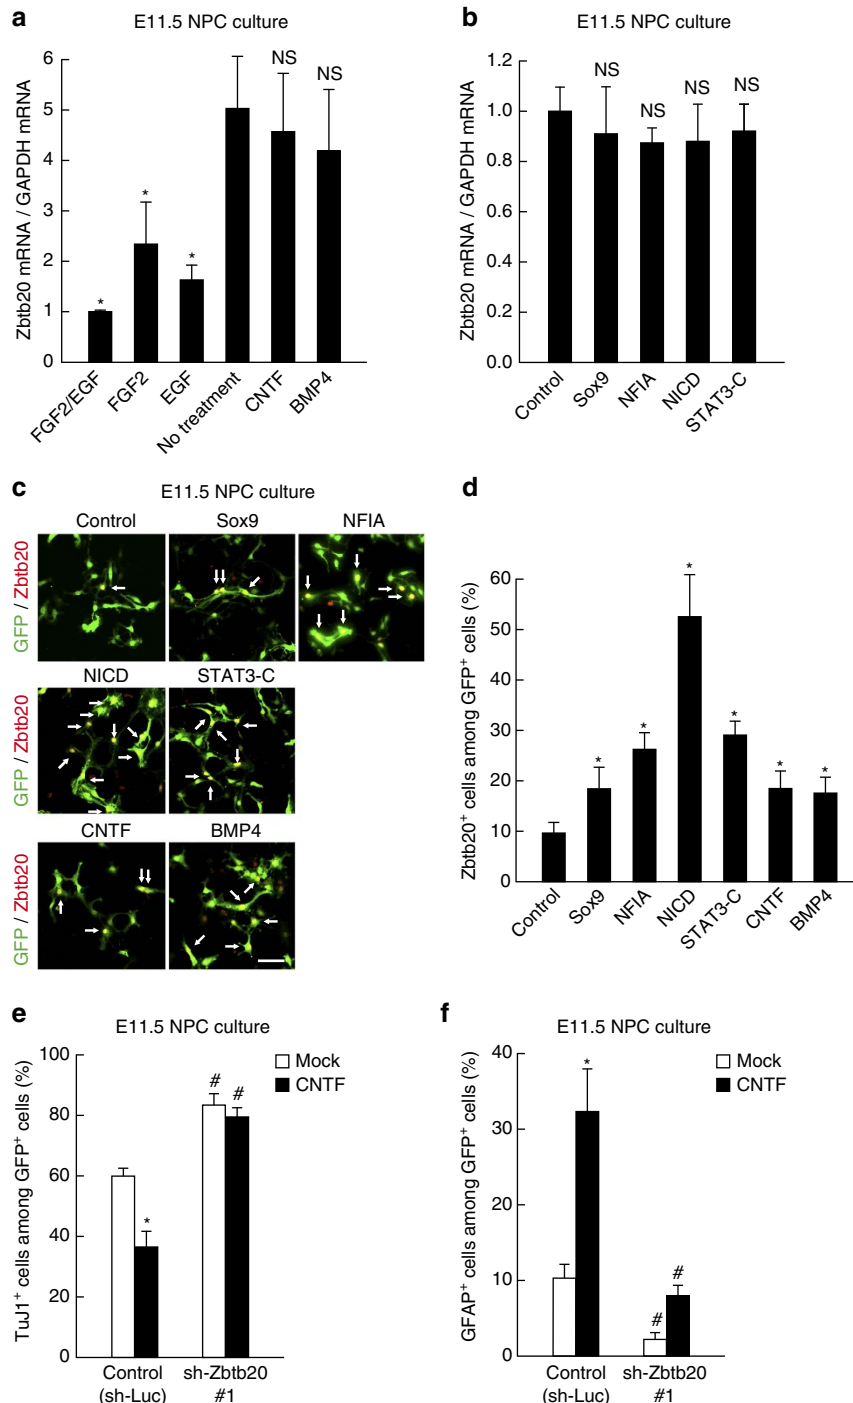 a
E11.5 NPC culture
Zbtb20 mRNA / GAPDH mRNA
6
5
4
3
2
1
0
*
*
*
NS
NS
FGF2/EGF
FGF2
EGF
No treatment
CNTF
BMP4
b
E11.5 NPC culture
Zbtb20 mRNA / GAPDH mRNA
1.2
1.0
0.8
0.6
0.4
0.2
0.0
NS
NS
NS
NS
Control
Sox9
NFIA
NICD
STAT3-C
c
E11.5 NPC culture
Control
Sox9
NFIA
GFP / Zbtb20
NICD
STAT3-C
GFP / Zbtb20
CNTF
BMP4
GFP / Zbtb20
d
Zbtb20+ cells among GFP+ cells (%)
60
50
40
30
20
10
0
*
*
*
*
*
*
Control
Sox9
NFIA
NICD
STAT3-C
CNTF
BMP4
e
E11.5 NPC culture
TuJ1+ cells among GFP+ cells (%)
100
80
60
40
20
0
Mock
CNTF
*
#
#
Control
(sh-Luc)
sh-Zbtb20
#1
f
E11.5 NPC culture
GFAP+ cells among GFP+ cells (%)
40
30
20
10
0
Mock
CNTF
*
#
#
Control
(sh-Luc)
sh-Zbtb20
#1